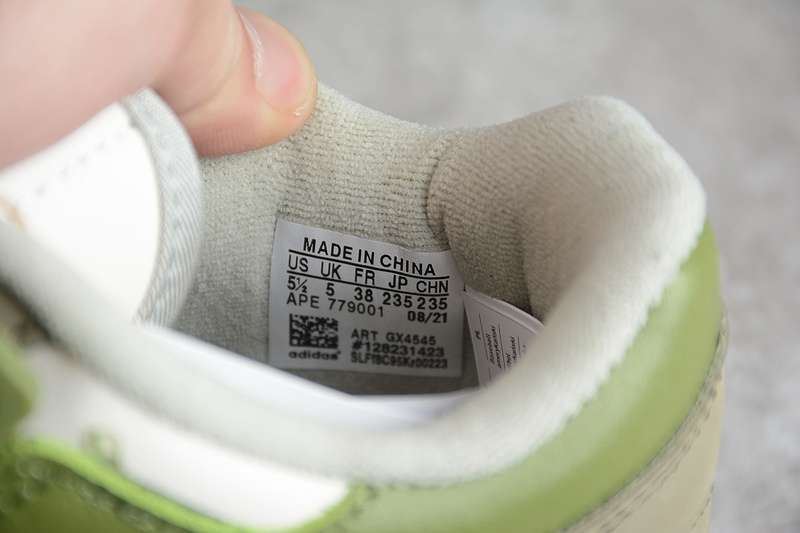 MADE IN CHINA
US UK FR JP CHN
5½ 5 38 235 235
APE 779001 08/21
ART GX4545
#128231423
adidas SLF1BC95Kr00223